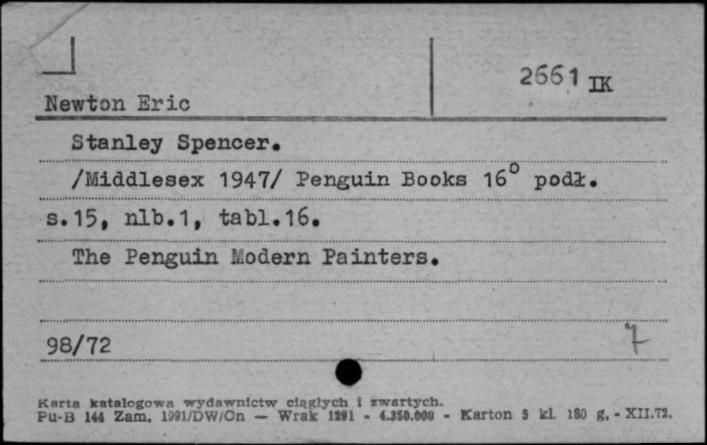 2661 IK
Newton Eric
Stanley Spencer.
/Middlesex 1947/ Penguin Books 16° podł.
s.15, nlb.1, tabl.16.
The Penguin Modern Painters.
98/72
7
Karta katalogowa wydawnictw ciągłych i zwartych.
Pu-B 144 Zam. 1991/DW/On — Wrak 1291 - 4.350.000 - Karton 5 kl. 180 g. - XII.72.